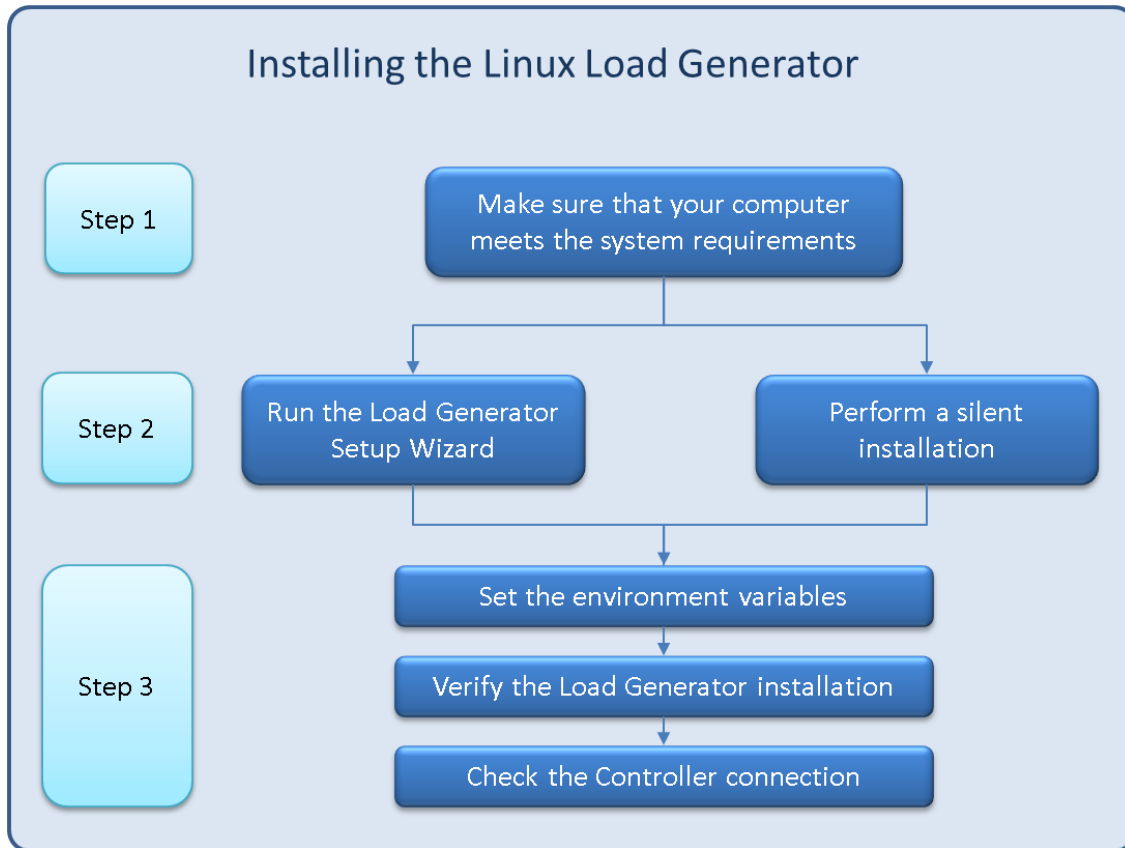 Installing the Linux Load Generator
Step 1
Make sure that your computer
meets the system requirements
Step 2
Run the Load Generator
Setup Wizard
Perform a silent
installation
Step 3
Set the environment variables
Verify the Load Generator installation
Check the Controller connection